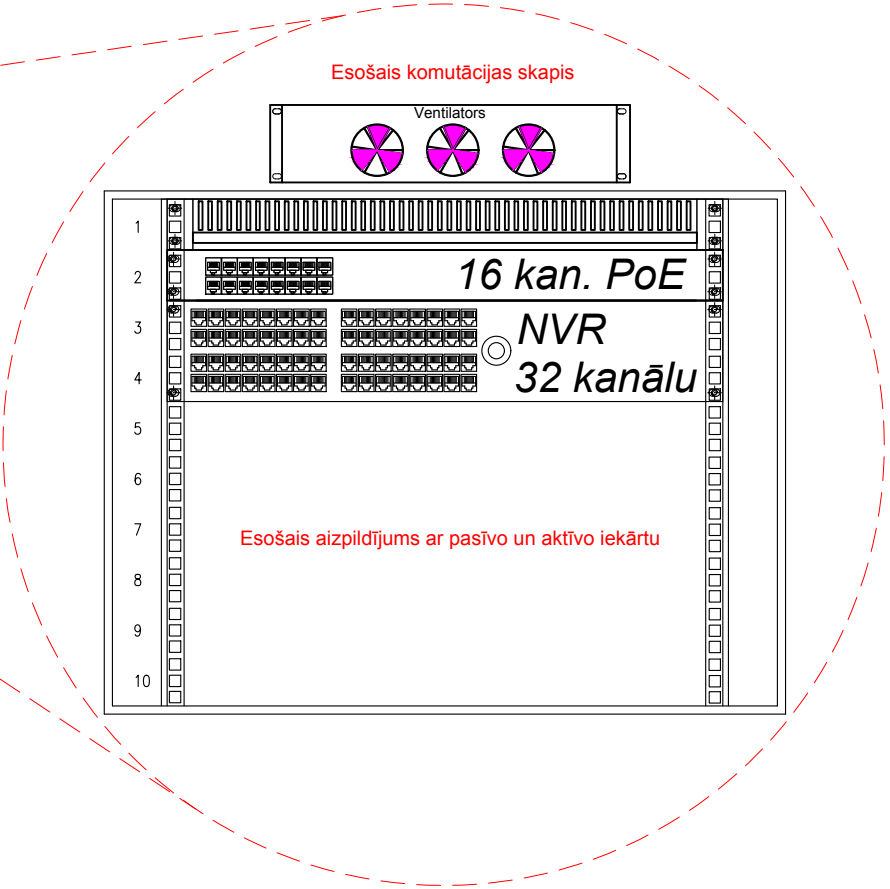 Esošais komutācijas skapis
Ventilators
1
2
16 kan. PoE
3
NVR
4
32 kanālu
5
6
7
Esošais aizpildījums ar pasīvo un aktīvo iekārtu
8
9
10